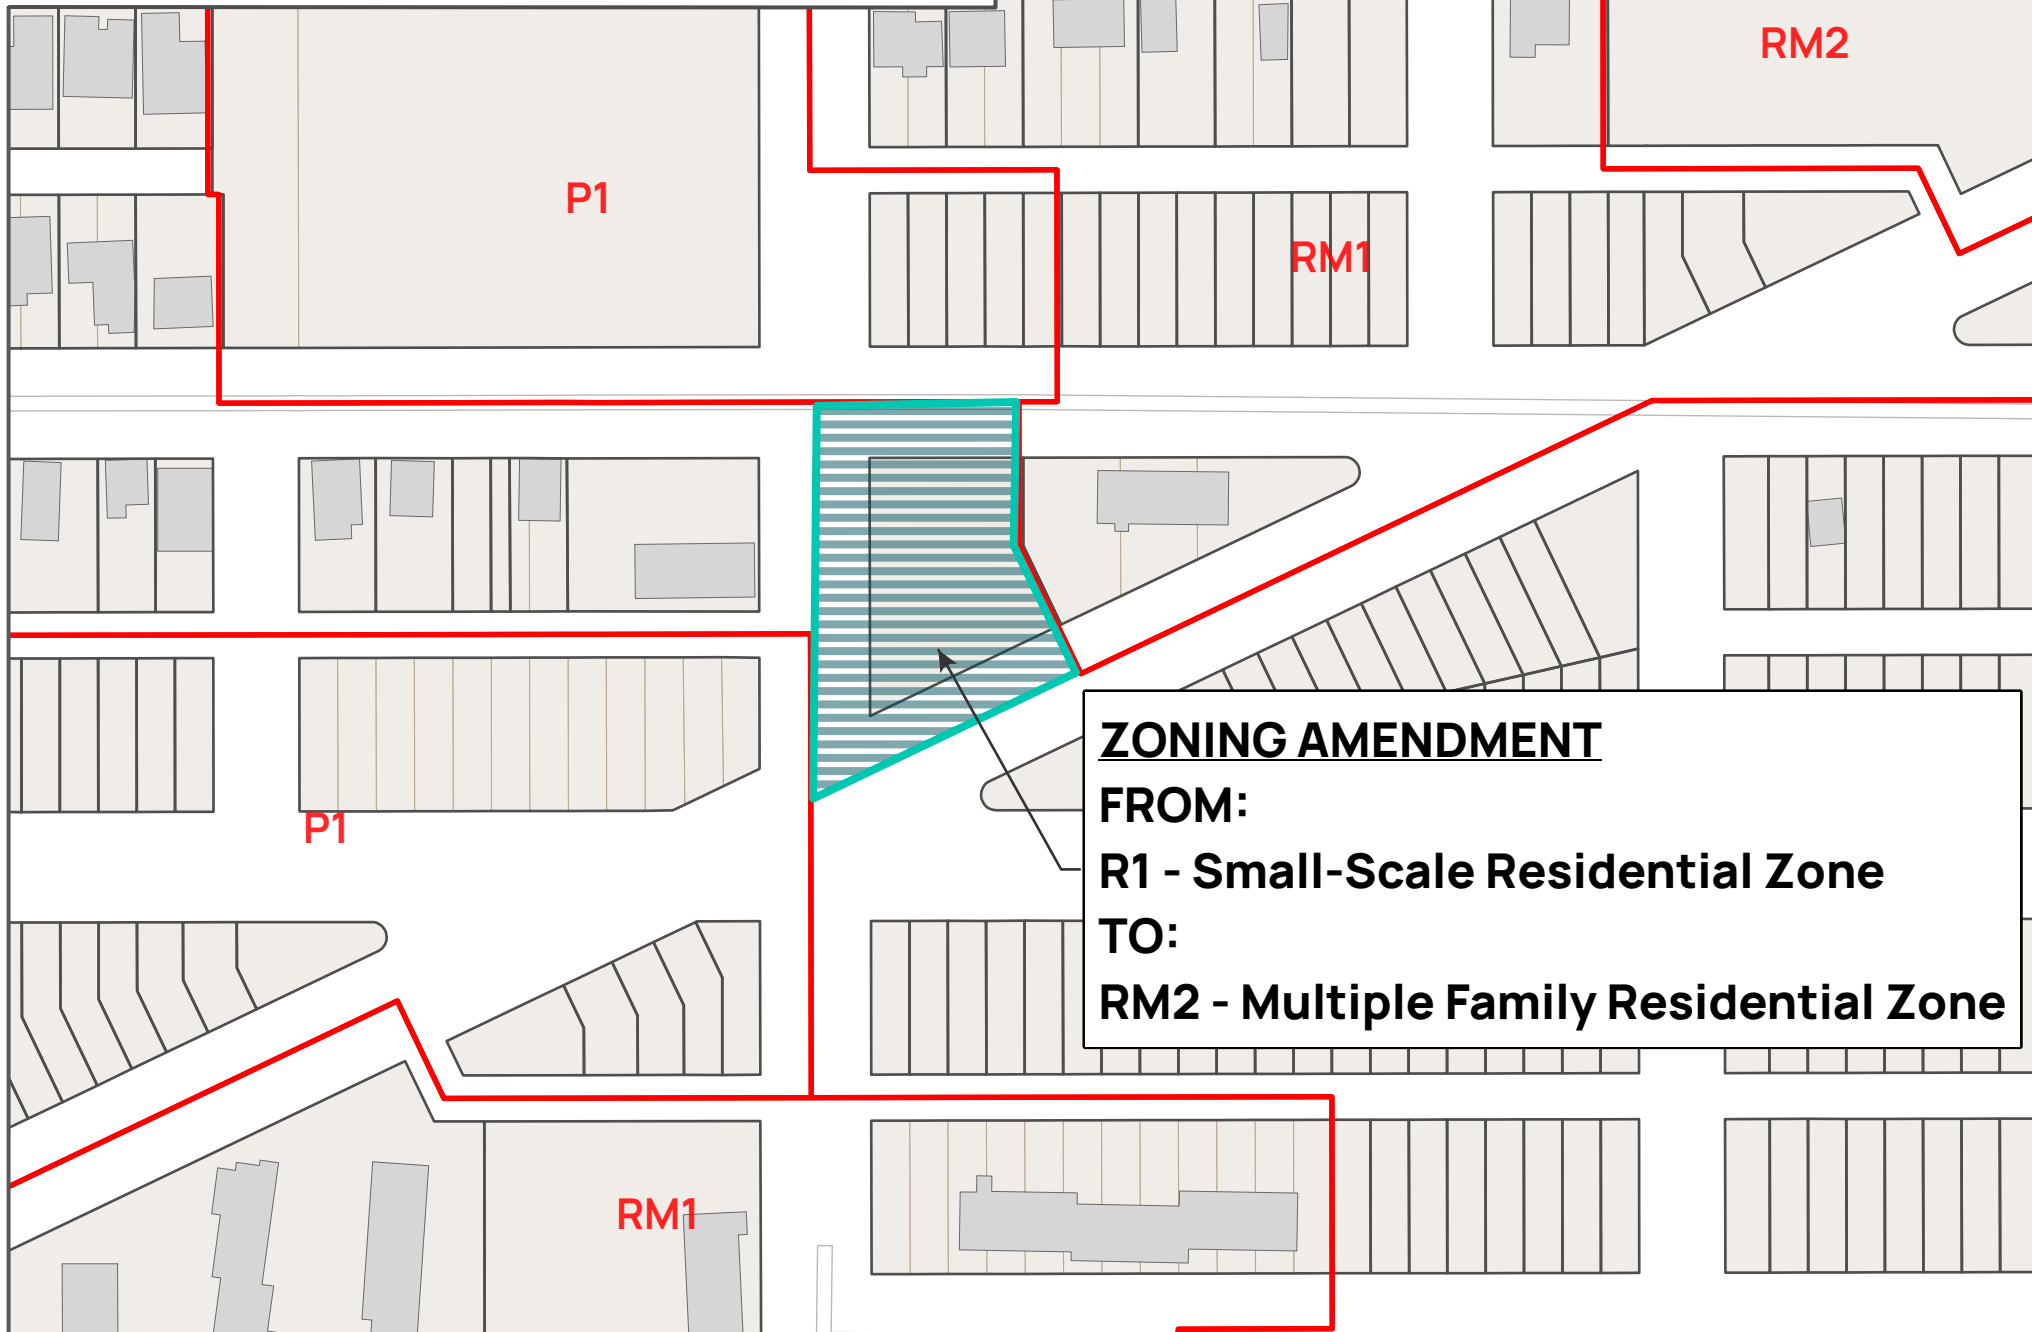 RM2
P1
RM1
ZONING AMENDMENT
FROM:
R1 - Small-Scale Residential Zone
TO:
RM2 - Multiple Family Residential Zone
P1
RM1